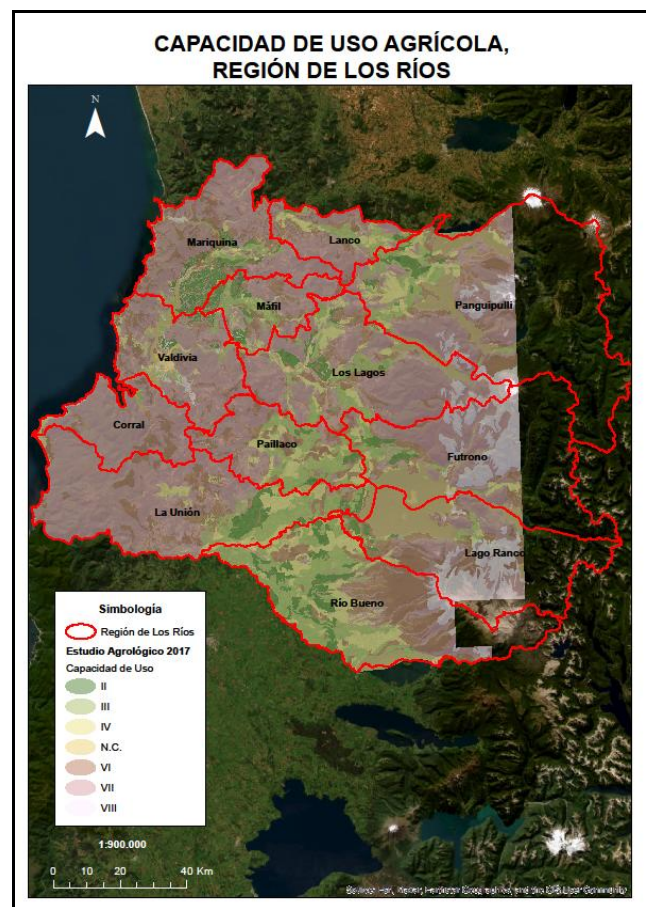 CAPACIDAD DE USO AGRÍCOLA,
REGIÓN DE LOS RÍOS
N
Mariquina
Lanco
Máfil
Panguipulli
Valdivia
Los Lagos
Corral
Paillaco
Futrono
La Unión
Lago Ranco
Río Bueno
Simbología
Región de Los Ríos
Estudio Agrológico 2017
Capacidad de Uso
II
III
IV
N.C.
VI
VII
VIII
1:900.000
0 10 20 40 Km